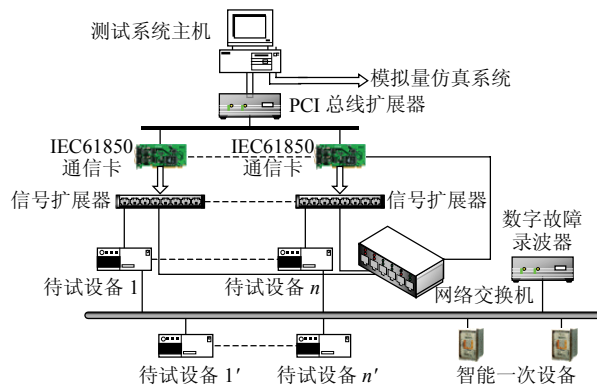 测试系统主机
模拟量仿真系统
PCI 总线扩展器
IEC61850
通信卡
IEC61850
通信卡
信号扩展器
信号扩展器
数字故障
录波器
待试设备 1
待试设备 n
网络交换机
待试设备 1′
待试设备 n′
智能一次设备